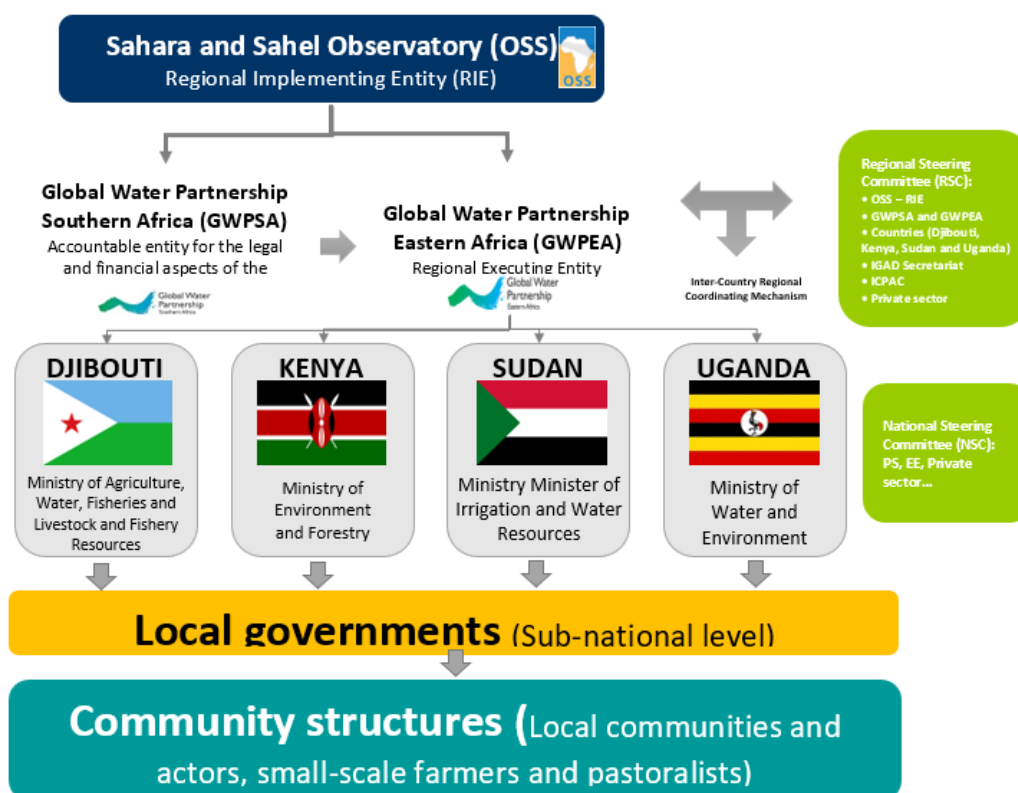 Sahara and Sahel Observatory (OSS)
Regional Implementing Entity (RIE)
OSS
Global Water Partnership
Southern Africa (GWPSA)
Accountable entity for the legal
and financial aspects of the
Global Water
Partnership
Southern Africa
Global Water Partnership
Eastern Africa (GWPEA)
Regional Executing Entity
Global Water
Partnership
Eastern Africa
Inter-Country Regional
Coordinating Mechanism
Regional Steering
Committee (RSC):
• OSS – RIE
• GWPSA and GWPEA
• Countries (Djibouti,
Kenya, Sudan and Uganda)
• IGAD Secretariat
• ICPAC
• Private sector
DJIBOUTI
Ministry of Agriculture,
Water, Fisheries and
Livestock and Fishery
Resources
KENYA
Ministry of
Environment
and Forestry
SUDAN
Ministry Minister of
Irrigation and Water
Resources
UGANDA
Ministry of
Water and
Environment
National Steering
Committee (NSC):
PS, EE, Private
sector...
Local governments (Sub-national level)
Community structures (Local communities and
actors, small-scale farmers and pastoralists)